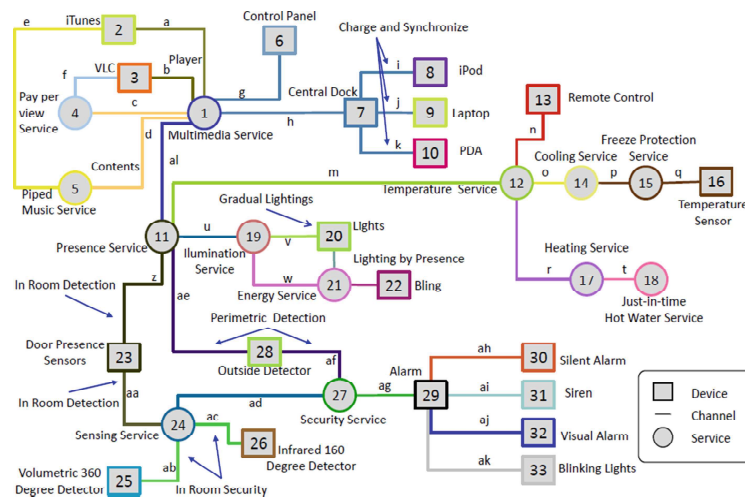 e
iTunes
2
a
Control Panel
6
Charge and Synchronize
Player
VLC
3
b
f
g
i
8
iPod
Central Dock
13
Remote Control
Pay per
view Service
4
c
1
h
7
j
9
Laptop
d
Multimedia Service
n
Freeze Protection
Service
k
10
PDA
Contents
Cooling Service
al
m
Temperature Service
12
o
14
p
15
q
16
Temperature
Sensor
5
Piped
Music Service
Gradual Lightings
Presence Service
11
u
19
v
20
Lights
Ilumination
Service
Lighting by Presence
Heating Service
z
w
Energy Service
21
22
Bling
r
17
t
18
Just-in-time
Hot Water Service
In Room Detection
ae
Perimetric Detection
Door Presence
Sensors
23
28
af
Outside Detector
Alarm
ah
30
Silent Alarm
In Room Detection
aa
ad
27
ag
29
ai
31
Siren
Security Service
Sensing Service
24
ac
26
Infrared 160
Degree Detector
aj
32
Visual Alarm
ab
ak
33
Blinking Lights
Volumetric 360
Degree Detector
25
In Room Security
Device
Channel
Service